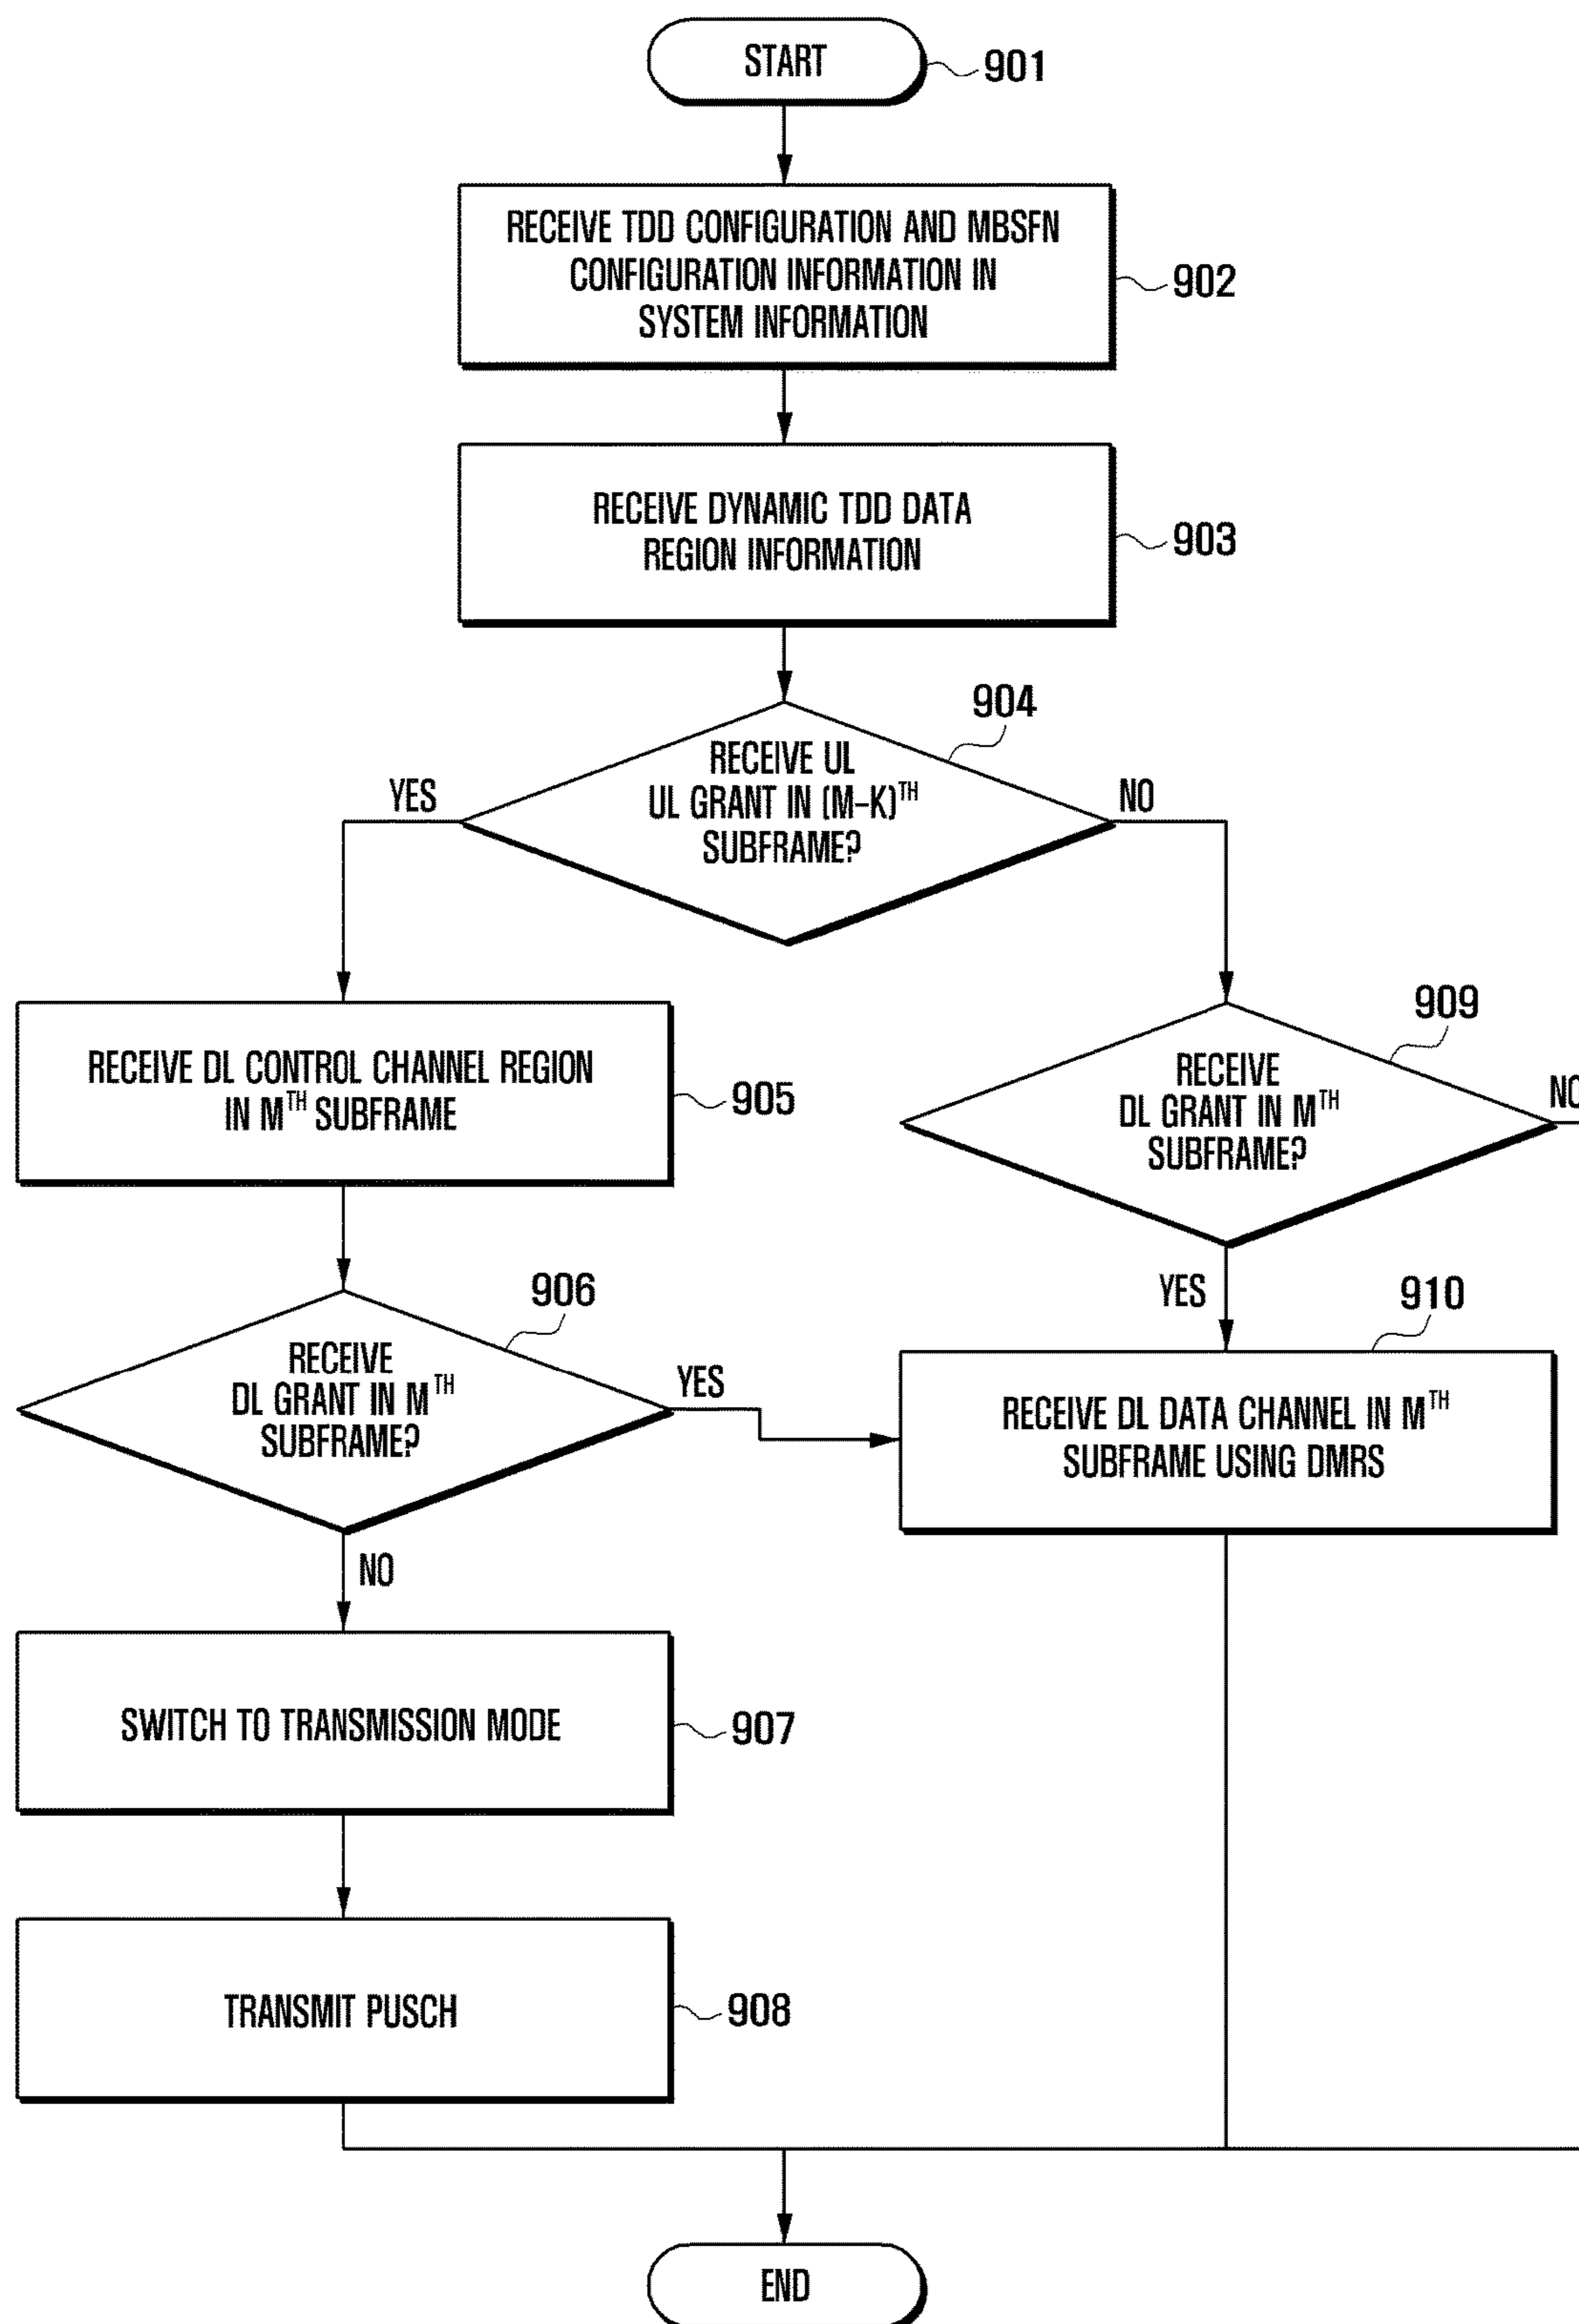 START
901
RECEIVE TDD CONFIGURATION AND MBSFN
CONFIGURATION INFORMATION IN
SYSTEM INFORMATION
902
RECEIVE DYNAMIC TDD DATA
REGION INFORMATION
903
904
RECEIVE UL
UL GRANT IN (M-K)TH
SUBFRAME?
YES
NO
RECEIVE DL CONTROL CHANNEL REGION
IN MTH SUBFRAME
905
909
RECEIVE
DL GRANT IN MTH
SUBFRAME?
NO
YES
906
RECEIVE
DL GRANT IN MTH
SUBFRAME?
YES
NO
910
RECEIVE DL DATA CHANNEL IN MTH
SUBFRAME USING DMRS
SWITCH TO TRANSMISSION MODE
907
TRANSMIT PUSCH
908
END